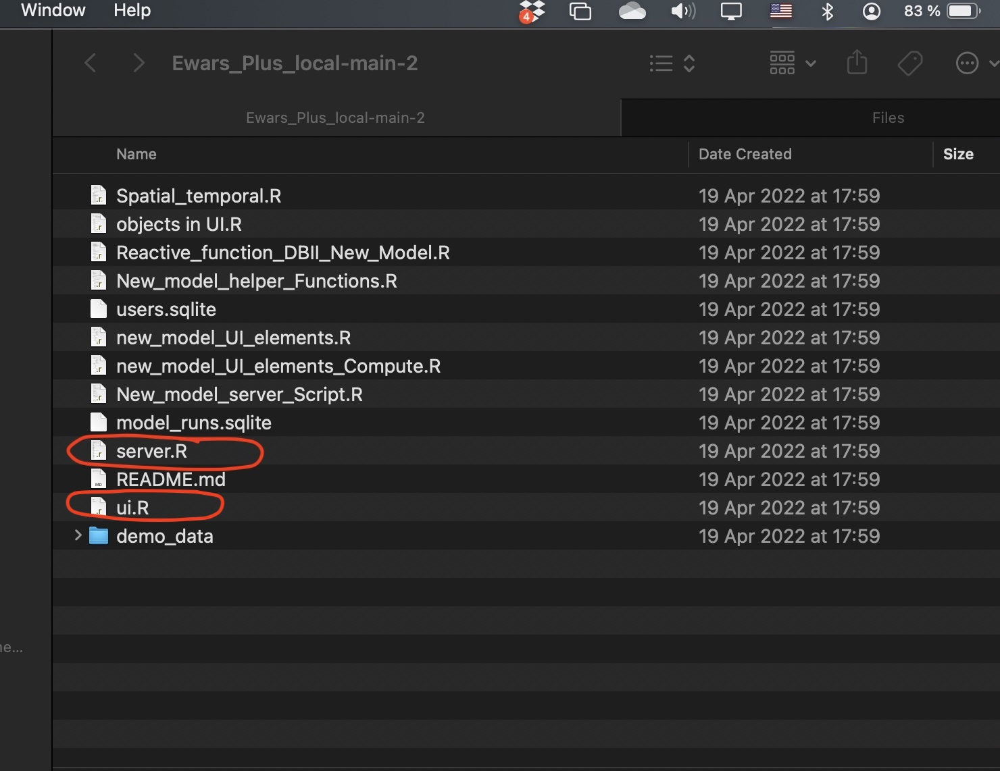 Window Help 4 83 %
Ewars_Plus_local-main-2
Ewars_Plus_local-main-2 Files
Name Date Created Size
Spatial_temporal.R 19 Apr 2022 at 17:59
objects in UI.R 19 Apr 2022 at 17:59
Reactive_function_DBII_New_Model.R 19 Apr 2022 at 17:59
New_model_helper_Functions.R 19 Apr 2022 at 17:59
users.sqlite 19 Apr 2022 at 17:59
new_model_UI_elements.R 19 Apr 2022 at 17:59
new_model_UI_elements_Compute.R 19 Apr 2022 at 17:59
New_model_server_Script.R 19 Apr 2022 at 17:59
model_runs.sqlite 19 Apr 2022 at 17:59
server.R 19 Apr 2022 at 17:59
README.md 19 Apr 2022 at 17:59
ui.R 19 Apr 2022 at 17:59
demo_data 19 Apr 2022 at 17:59